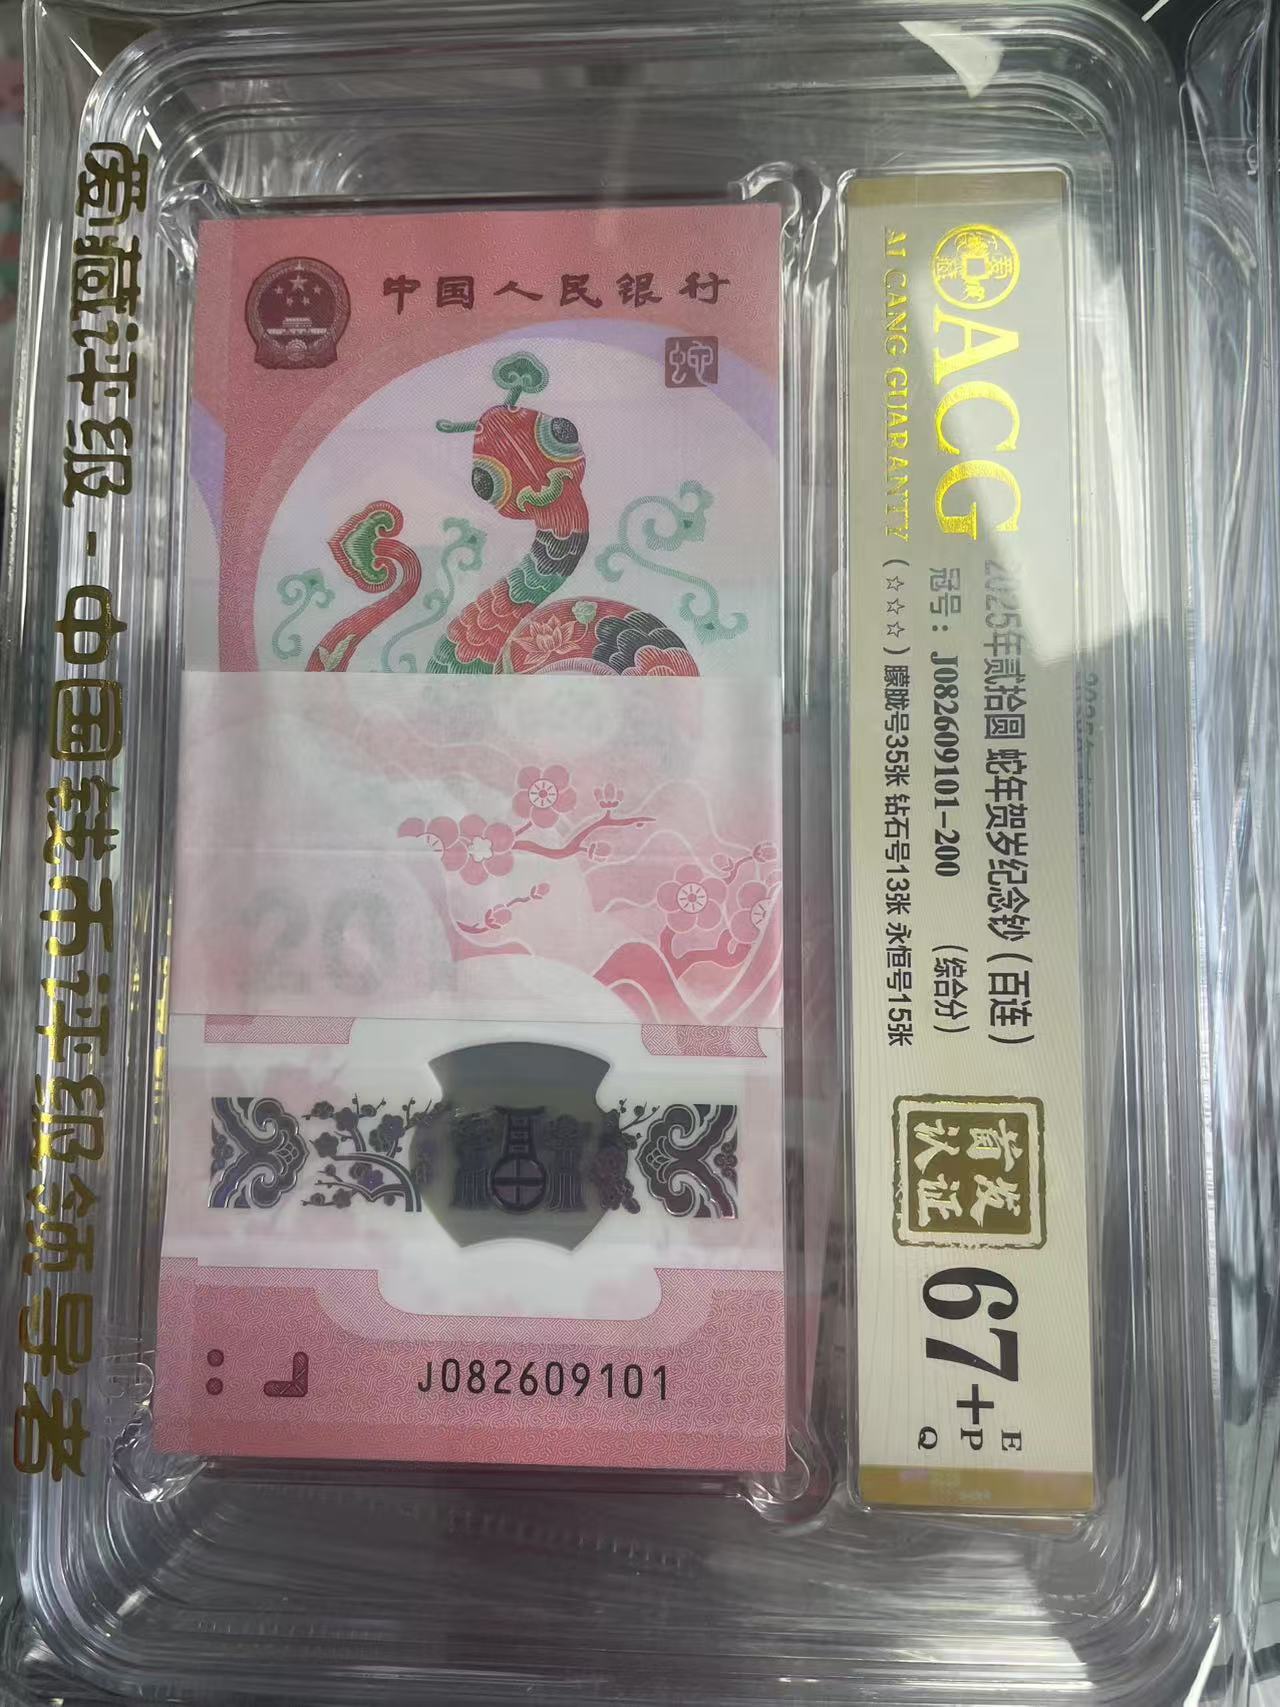 爱藏评级-中国钱币评级领导者
中国人民银行
蛇
J082609101
ACG
AI CANG GUARANTY
2025年贰拾圆 蛇年贺岁纪念钞（百连）
冠号：J082609101-200 （综合分）
（☆☆☆）朦胧号35张 钻石号13张 永恒号15张
首发
认证
67+
E
P
Q